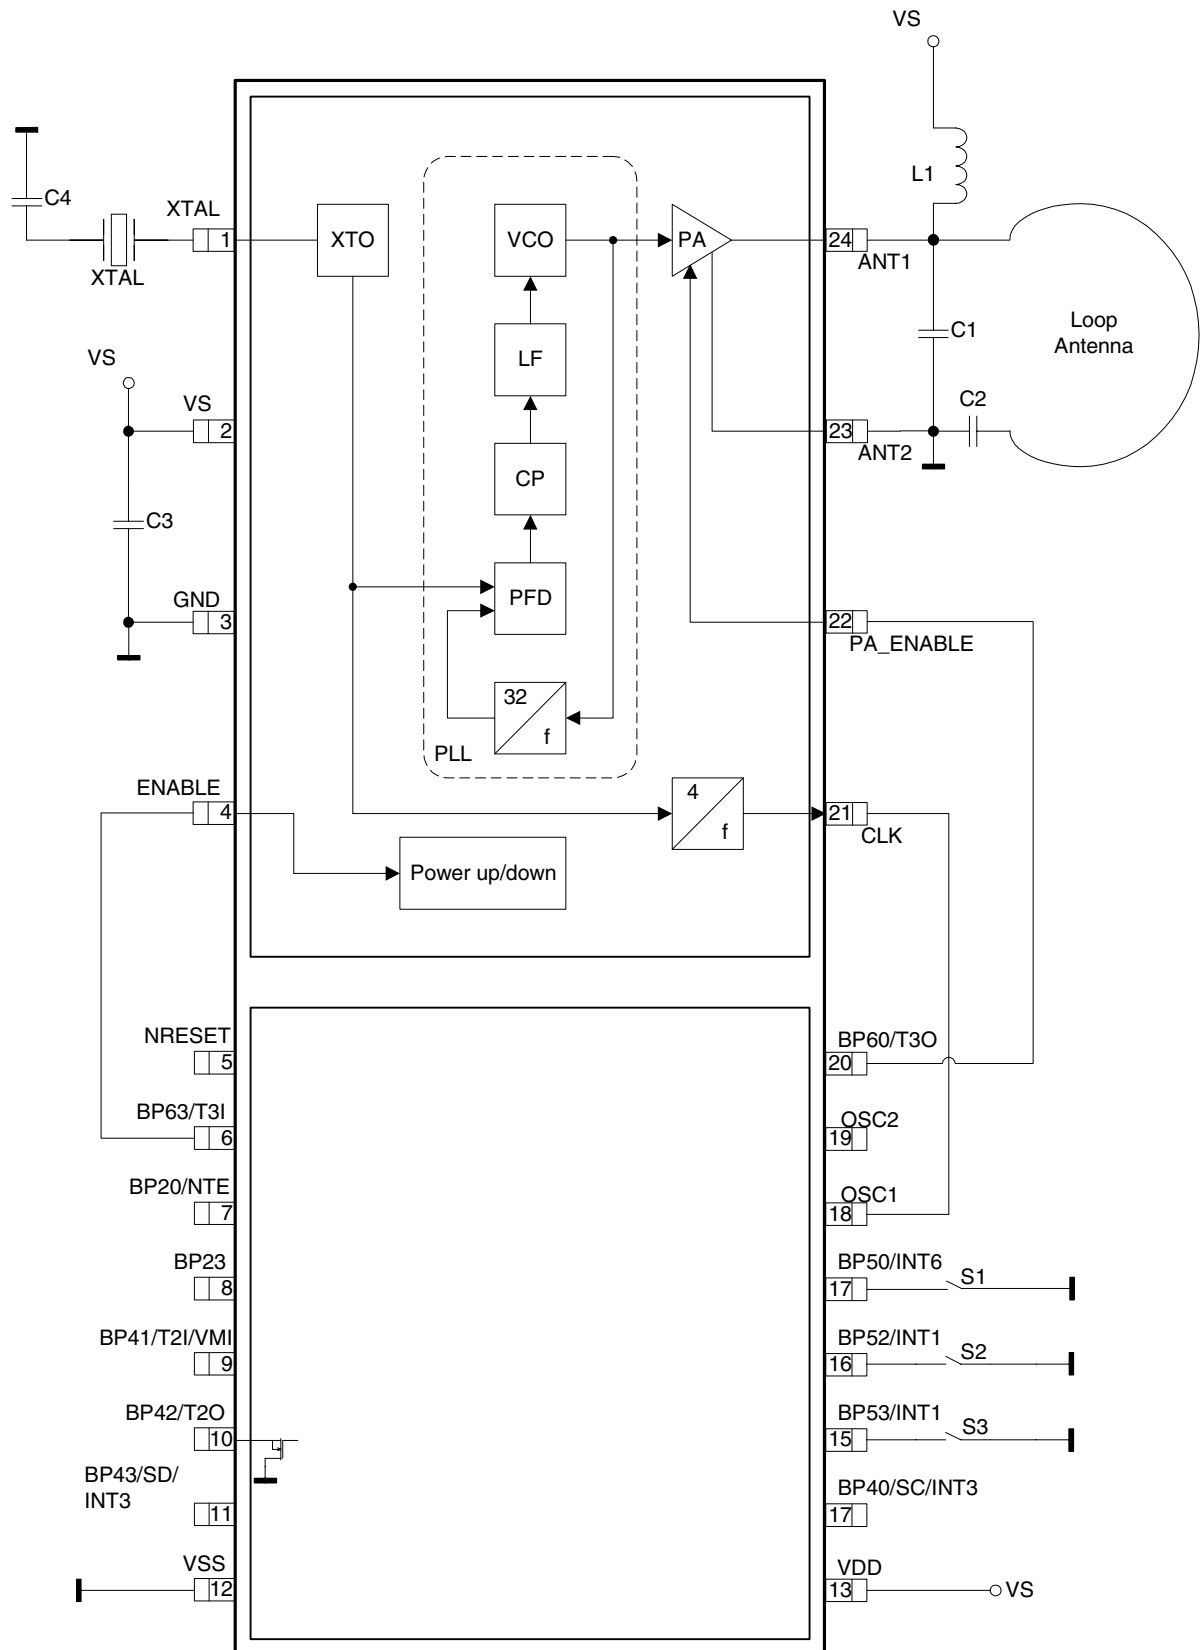 VS
L1
C4
XTAL
1
XTAL
XTO
VCO
PA
24
ANT1
Loop
Antenna
C1
LF
VS
VS
2
C2
23
ANT2
CP
C3
GND
3
PFD
22
PA_ENABLE
32
f
PLL
ENABLE
4
4
f
21
CLK
Power up/down
NRESET
5
BP60/T3O
20
BP63/T3I
6
OSC2
19
BP20/NTE
7
OSC1
18
BP23
8
BP50/INT6
17
S1
BP41/T2I/VMI
9
BP52/INT1
16
S2
BP42/T2O
10
BP53/INT1
15
S3
BP43/SD/
INT3
11
BP40/SC/INT3
17
VSS
12
VDD
13
VS